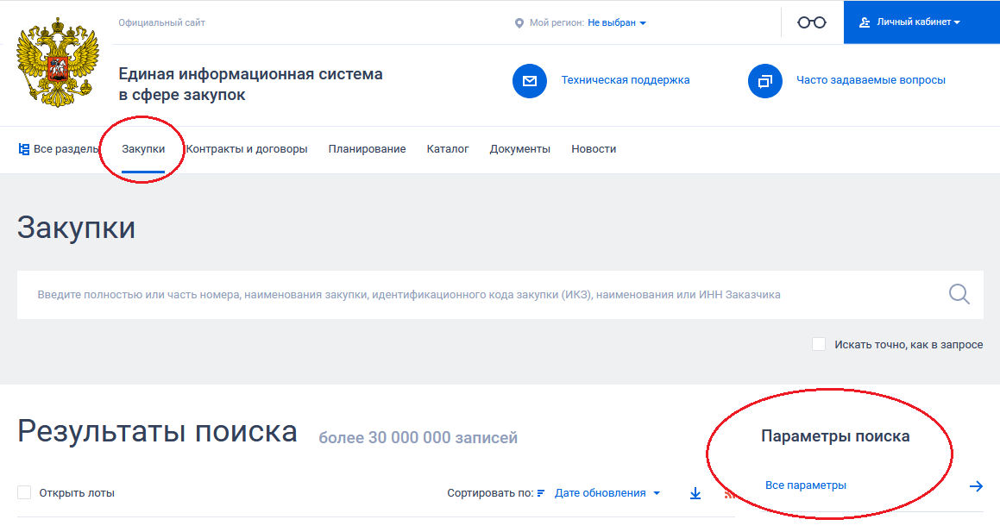 Официальный сайт
Мой регион: Не выбран
Личный кабинет
Единая информационная система
в сфере закупок
Техническая поддержка
Часто задаваемые вопросы
Все разделы
Закупки
Контракты и договоры
Планирование
Каталог
Документы
Новости
Закупки
Введите полностью или часть номера, наименования закупки, идентификационного кода закупки (ИКЗ), наименования или ИНН Заказчика
Искать точно, как в запросе
Результаты поиска
более 30 000 000 записей
Параметры поиска
Открыть лоты
Сортировать по:
Дате обновления
Все параметры